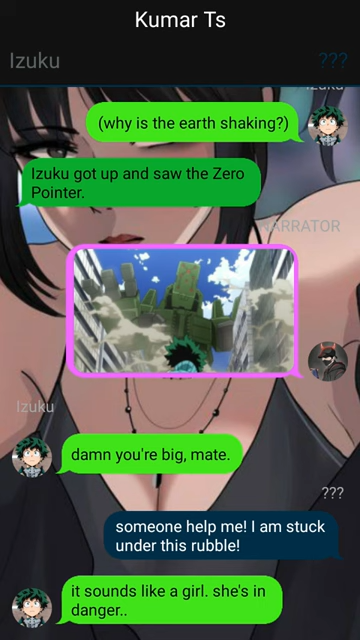 Kumar Ts
Izuku
???
Izuku
(why is the earth shaking?)
Izuku got up and saw the Zero
Pointer.
NARRATOR
Izuku
damn you're big, mate.
???
someone help me! I am stuck
under this rubble!
it sounds like a girl. she's in
danger..